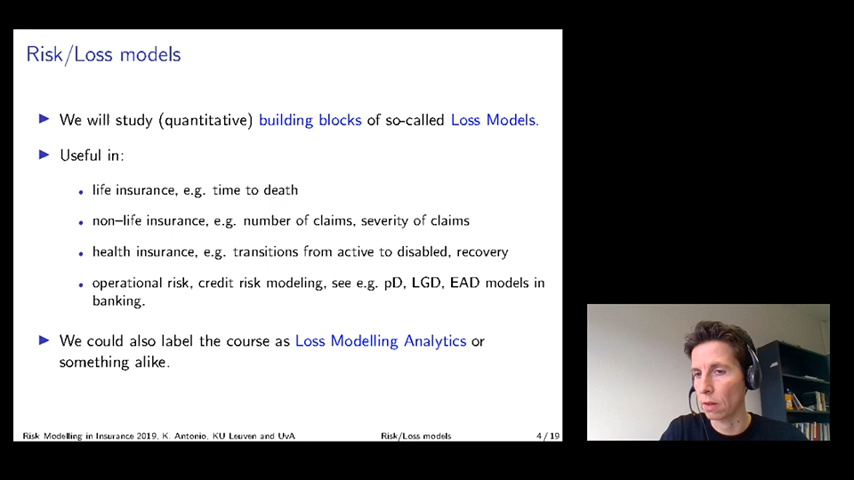 Risk/Loss models
We will study (quantitative) building blocks of so-called Loss Models.
Useful in:
life insurance, e.g. time to death
non–life insurance, e.g. number of claims, severity of claims
health insurance, e.g. transitions from active to disabled, recovery
operational risk, credit risk modeling, see e.g. pD, LGD, EAD models in
banking.
We could also label the course as Loss Modelling Analytics or
something alike.
Risk Modelling in Insurance 2019, K. Antonio, KU Leuven and UvA Risk/Loss models 4 / 19